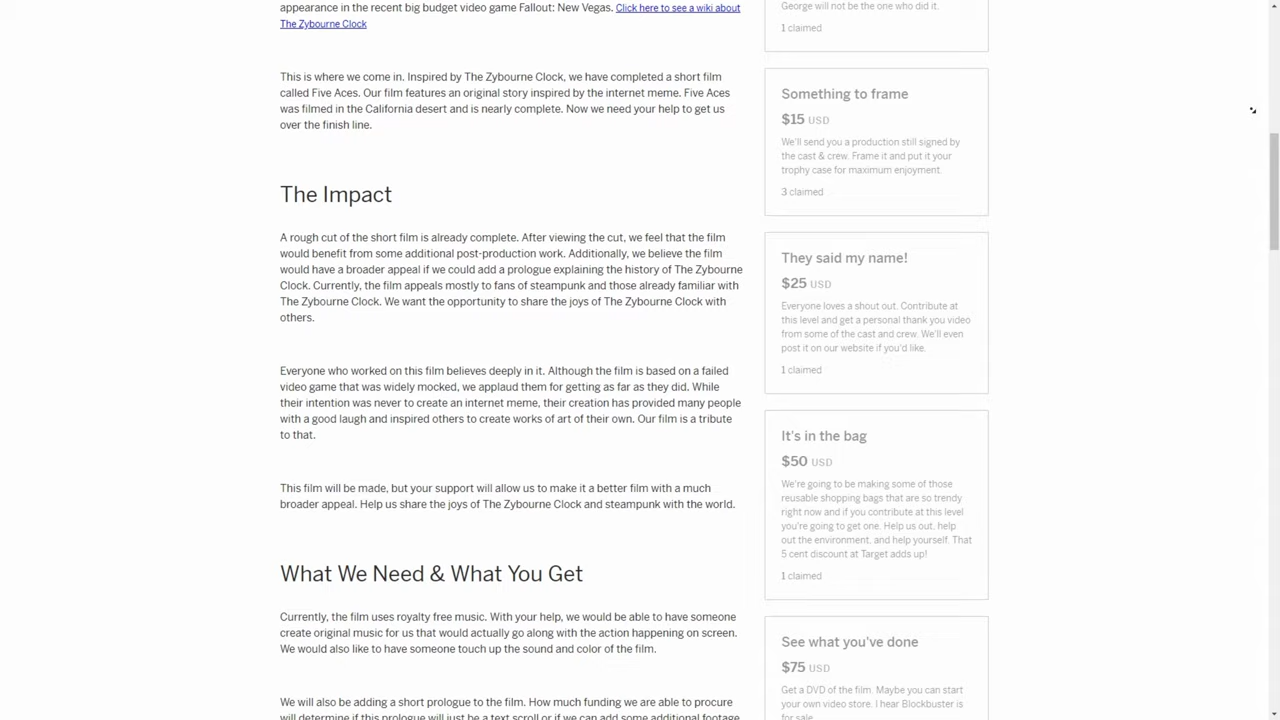 appearance in the recent big budget video game Fallout: New Vegas. Click here to see a wiki about
The Zybourne Clock
This is where we come in. Inspired by The Zybourne Clock, we have completed a short film
called Five Aces. Our film features an original story inspired by the internet meme. Five Aces
was filmed in the California desert and is nearly complete. Now we need your help to get us
over the finish line.
The Impact
A rough cut of the short film is already complete. After viewing the cut, we feel that the film
would benefit from some additional post-production work. Additionally, we believe the film
would have a broader appeal if we could add a prologue explaining the history of The Zybourne
Clock. Currently, the film appeals mostly to fans of steampunk and those already familiar with
The Zybourne Clock. We want the opportunity to share the joys of The Zybourne Clock with
others.
Everyone who worked on this film believes deeply in it. Although the film is based on a failed
video game that was widely mocked, we applaud them for getting as far as they did. While
their intention was never to create an internet meme, their creation has provided many people
with a good laugh and inspired others to create works of art of their own. Our film is a tribute
to that.
This film will be made, but your support will allow us to make it a better film with a much
broader appeal. Help us share the joys of The Zybourne Clock and steampunk with the world.
What We Need & What You Get
Currently, the film uses royalty free music. With your help, we would be able to have someone
create original music for us that would actually go along with the action happening on screen.
We would also like to have someone touch up the sound and color of the film.
We will also be adding a short prologue to the film. How much funding we are able to procure
will determine if this prologue will just be a text scroll or if we can add some additional footage
George will not be the one who did it.
1 claimed
Something to frame
$15 USD
We'll send you a production still signed by
the cast & crew. Frame it and put it your
trophy case for maximum enjoyment.
3 claimed
They said my name!
$25 USD
Everyone loves a shout out. Contribute at
this level and get a personal thank you video
from some of the cast and crew. We'll even
post it on our website if you'd like.
1 claimed
It's in the bag
$50 USD
We're going to be making some of those
reusable shopping bags that are so trendy
right now and if you contribute at this level
you're going to get one. Help us out, help
out the environment, and help yourself. That
5 cent discount at Target adds up!
1 claimed
See what you've done
$75 USD
Get a DVD of the film. Maybe you can start
your own video store. I hear Blockbuster is
for sale